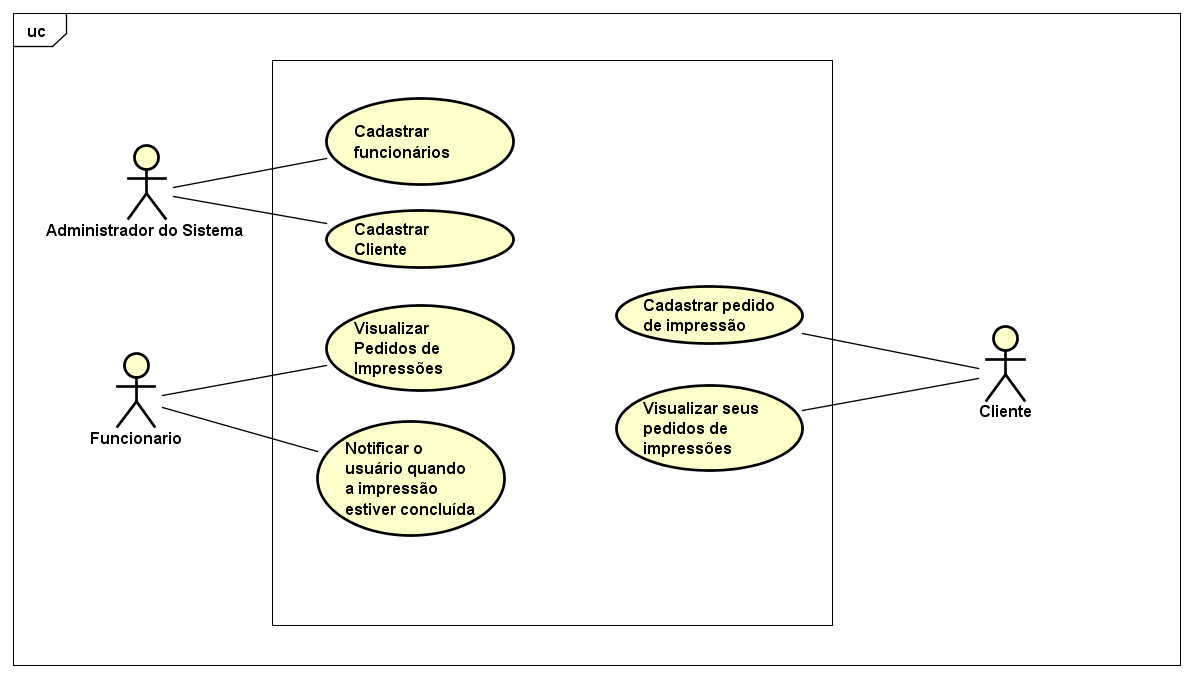 uc
Cadastrar
funcionários
Administrador do Sistema
Cadastrar
Cliente
Visualizar
Pedidos de
Impressões
Funcionario
Notificar o
usuário quando
a impressão
estiver concluída
Cadastrar pedido
de impressão
Visualizar seus
pedidos de
impressões
Cliente